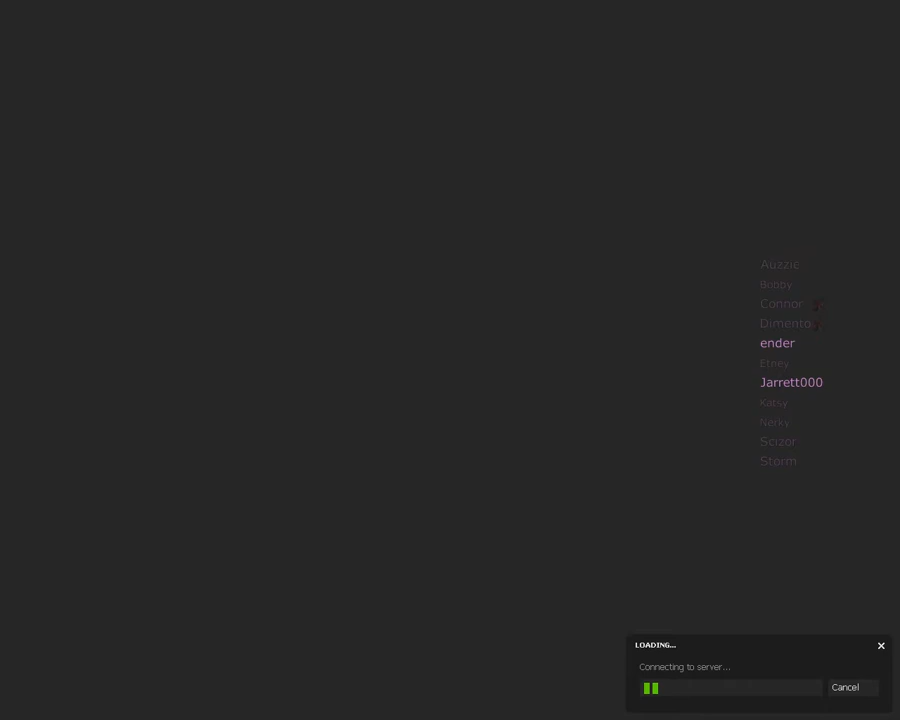 Auzzie
Bobby
Connor
Dimento
ender
Etney
Jarrett000
Katsy
Nerky
Scizor
Storm
LOADING...
Connecting to server...
Cancel